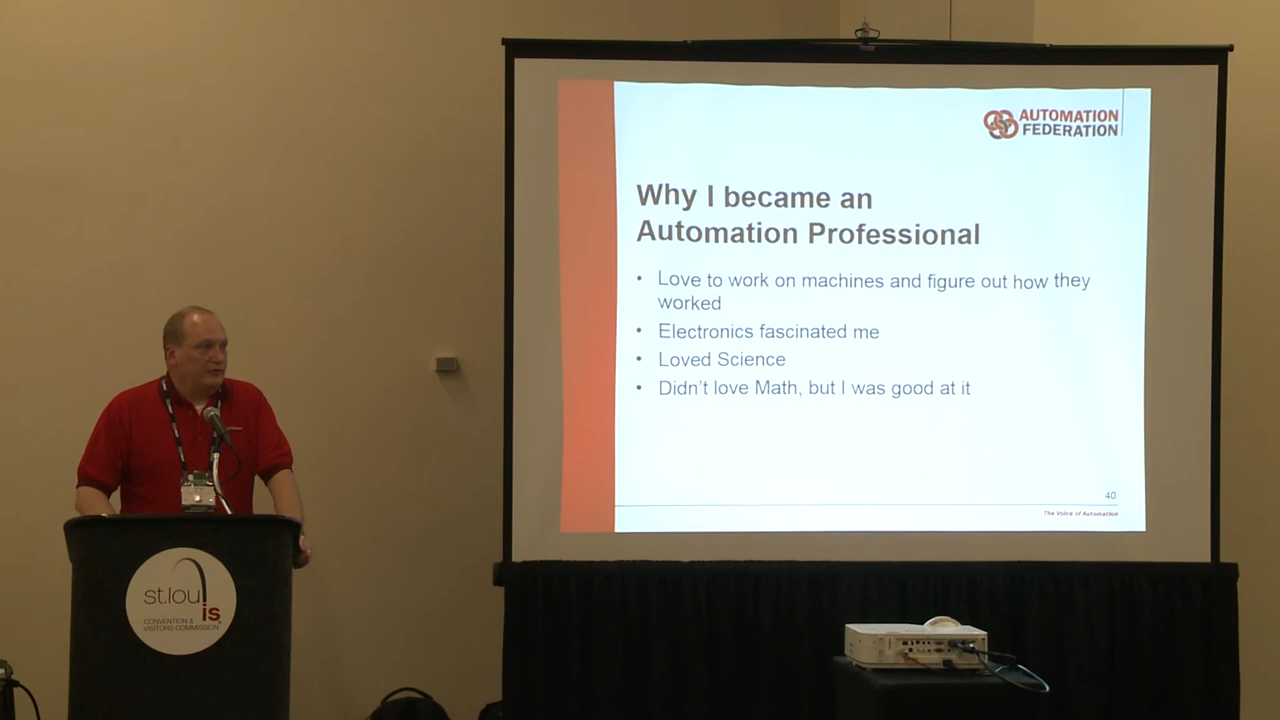 AUTOMATION
FEDERATION
Why I became an
Automation Professional
• Love to work on machines and figure out how they
worked
• Electronics fascinated me
• Loved Science
• Didn't love Math, but I was good at it
40
The Voice of Automation
st.lou
is
CONVENTION &
VISITORS COMMISSION